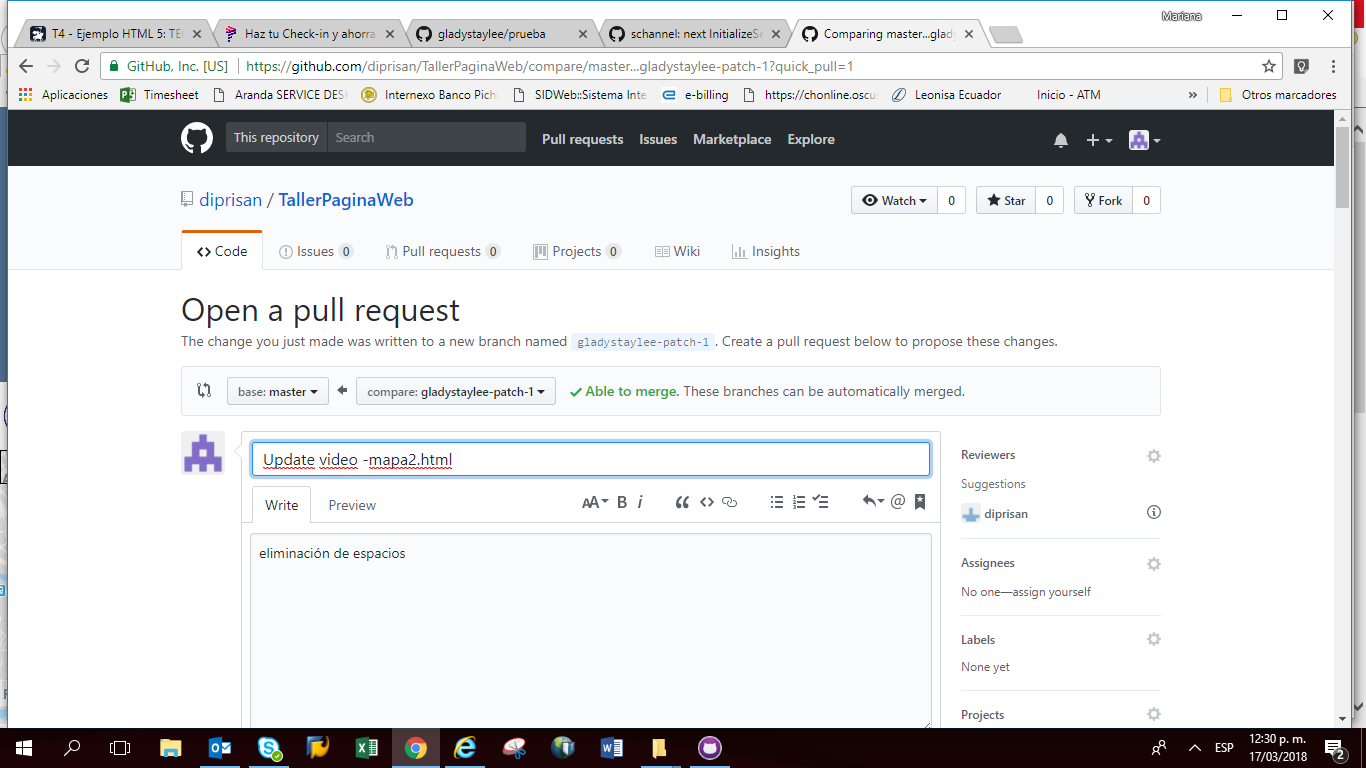 Mariana
T4 - Ejemplo HTML 5: TE
Haz tu Check-in y ahorra
gladystaylee/prueba
schannel: next InitializeSe
Comparing master...glady
GitHub, Inc. [US]
https://github.com/diprisan/TallerPaginaWeb/compare/master...gladystaylee-patch-1?quick_pull=1
Aplicaciones
Timesheet
Aranda SERVICE DES
Internexo Banco Pich
SIDWeb::Sistema Inte
e-billing
https://chonline.oscu
Leonisa Ecuador
Inicio - ATM
»
Otros marcadores
This repository
Search
Pull requests
Issues
Marketplace
Explore
diprisan / TallerPaginaWeb
Watch 0
Star 0
Fork 0
Code
Issues 0
Pull requests 0
Projects 0
Wiki
Insights
Open a pull request
The change you just made was written to a new branch named gladystaylee-patch-1. Create a pull request below to propose these changes.
base: master
compare: gladystaylee-patch-1
Able to merge. These branches can be automatically merged.
Update video -mapa2.html
Write
Preview
AA B i
eliminación de espacios
Reviewers
Suggestions
diprisan
Assignees
No one—assign yourself
Labels
None yet
Projects
ESP
12:30 p. m.
17/03/2018
2